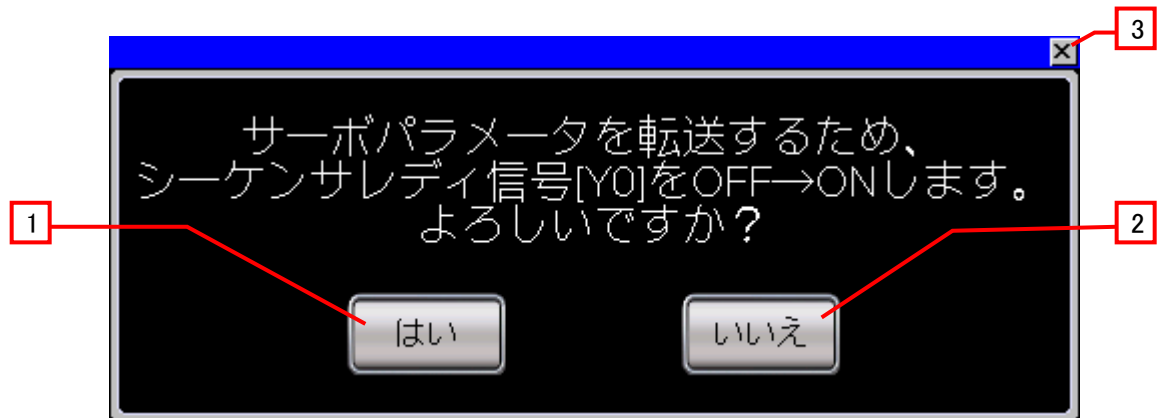 3
サーボパラメータを転送するため、
シーケンサレディ信号[Y0]をOFF→ONします。
よろしいですか？
1
2
はい
いいえ